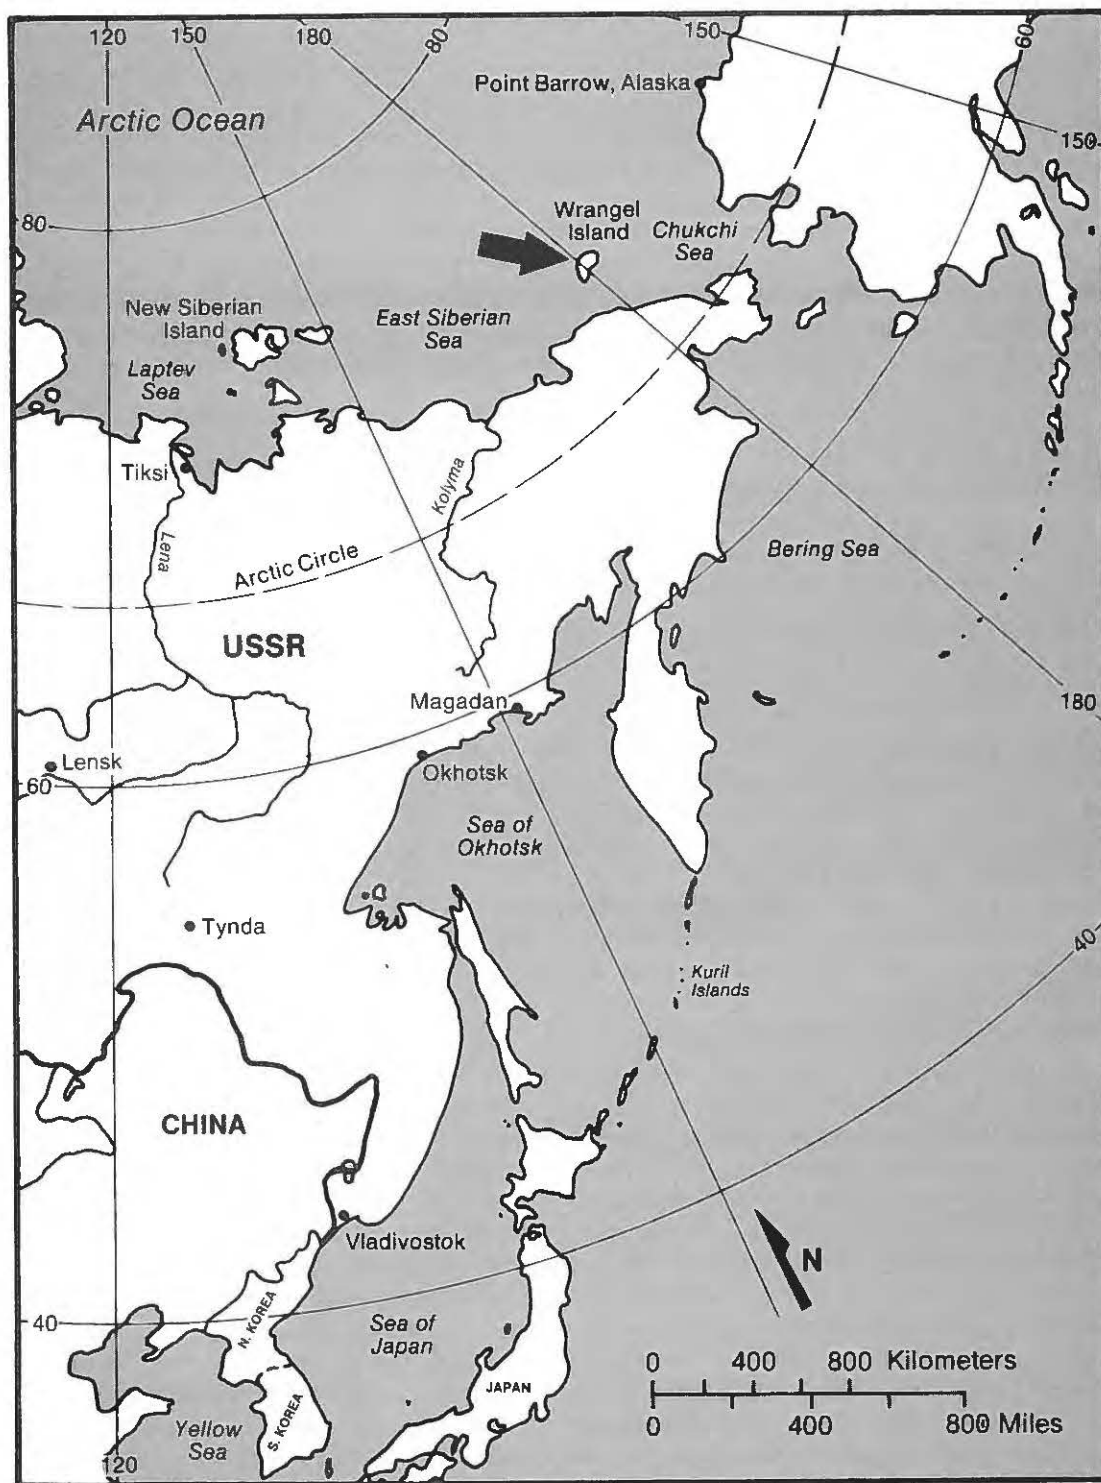 120
150
180
80
150
60
Point Barrow, Alaska
Arctic Ocean
150
Wrangel
Island
Chukchi
Sea
80
New Siberian
Island
East Siberian
Sea
Laptev
Sea
Tiksi
Kolyma
Lena
Bering Sea
Arctic Circle
USSR
Magadan
180
Lensk
60
Okhotsk
Sea of
Okhotsk
Tynda
40
Kuril
Islands
CHINA
Vladivostok
N
N. KOREA
40
Sea of
Japan
0 400 800 Kilometers
JAPAN
S. KOREA
0 400 800 Miles
Yellow
Sea
120